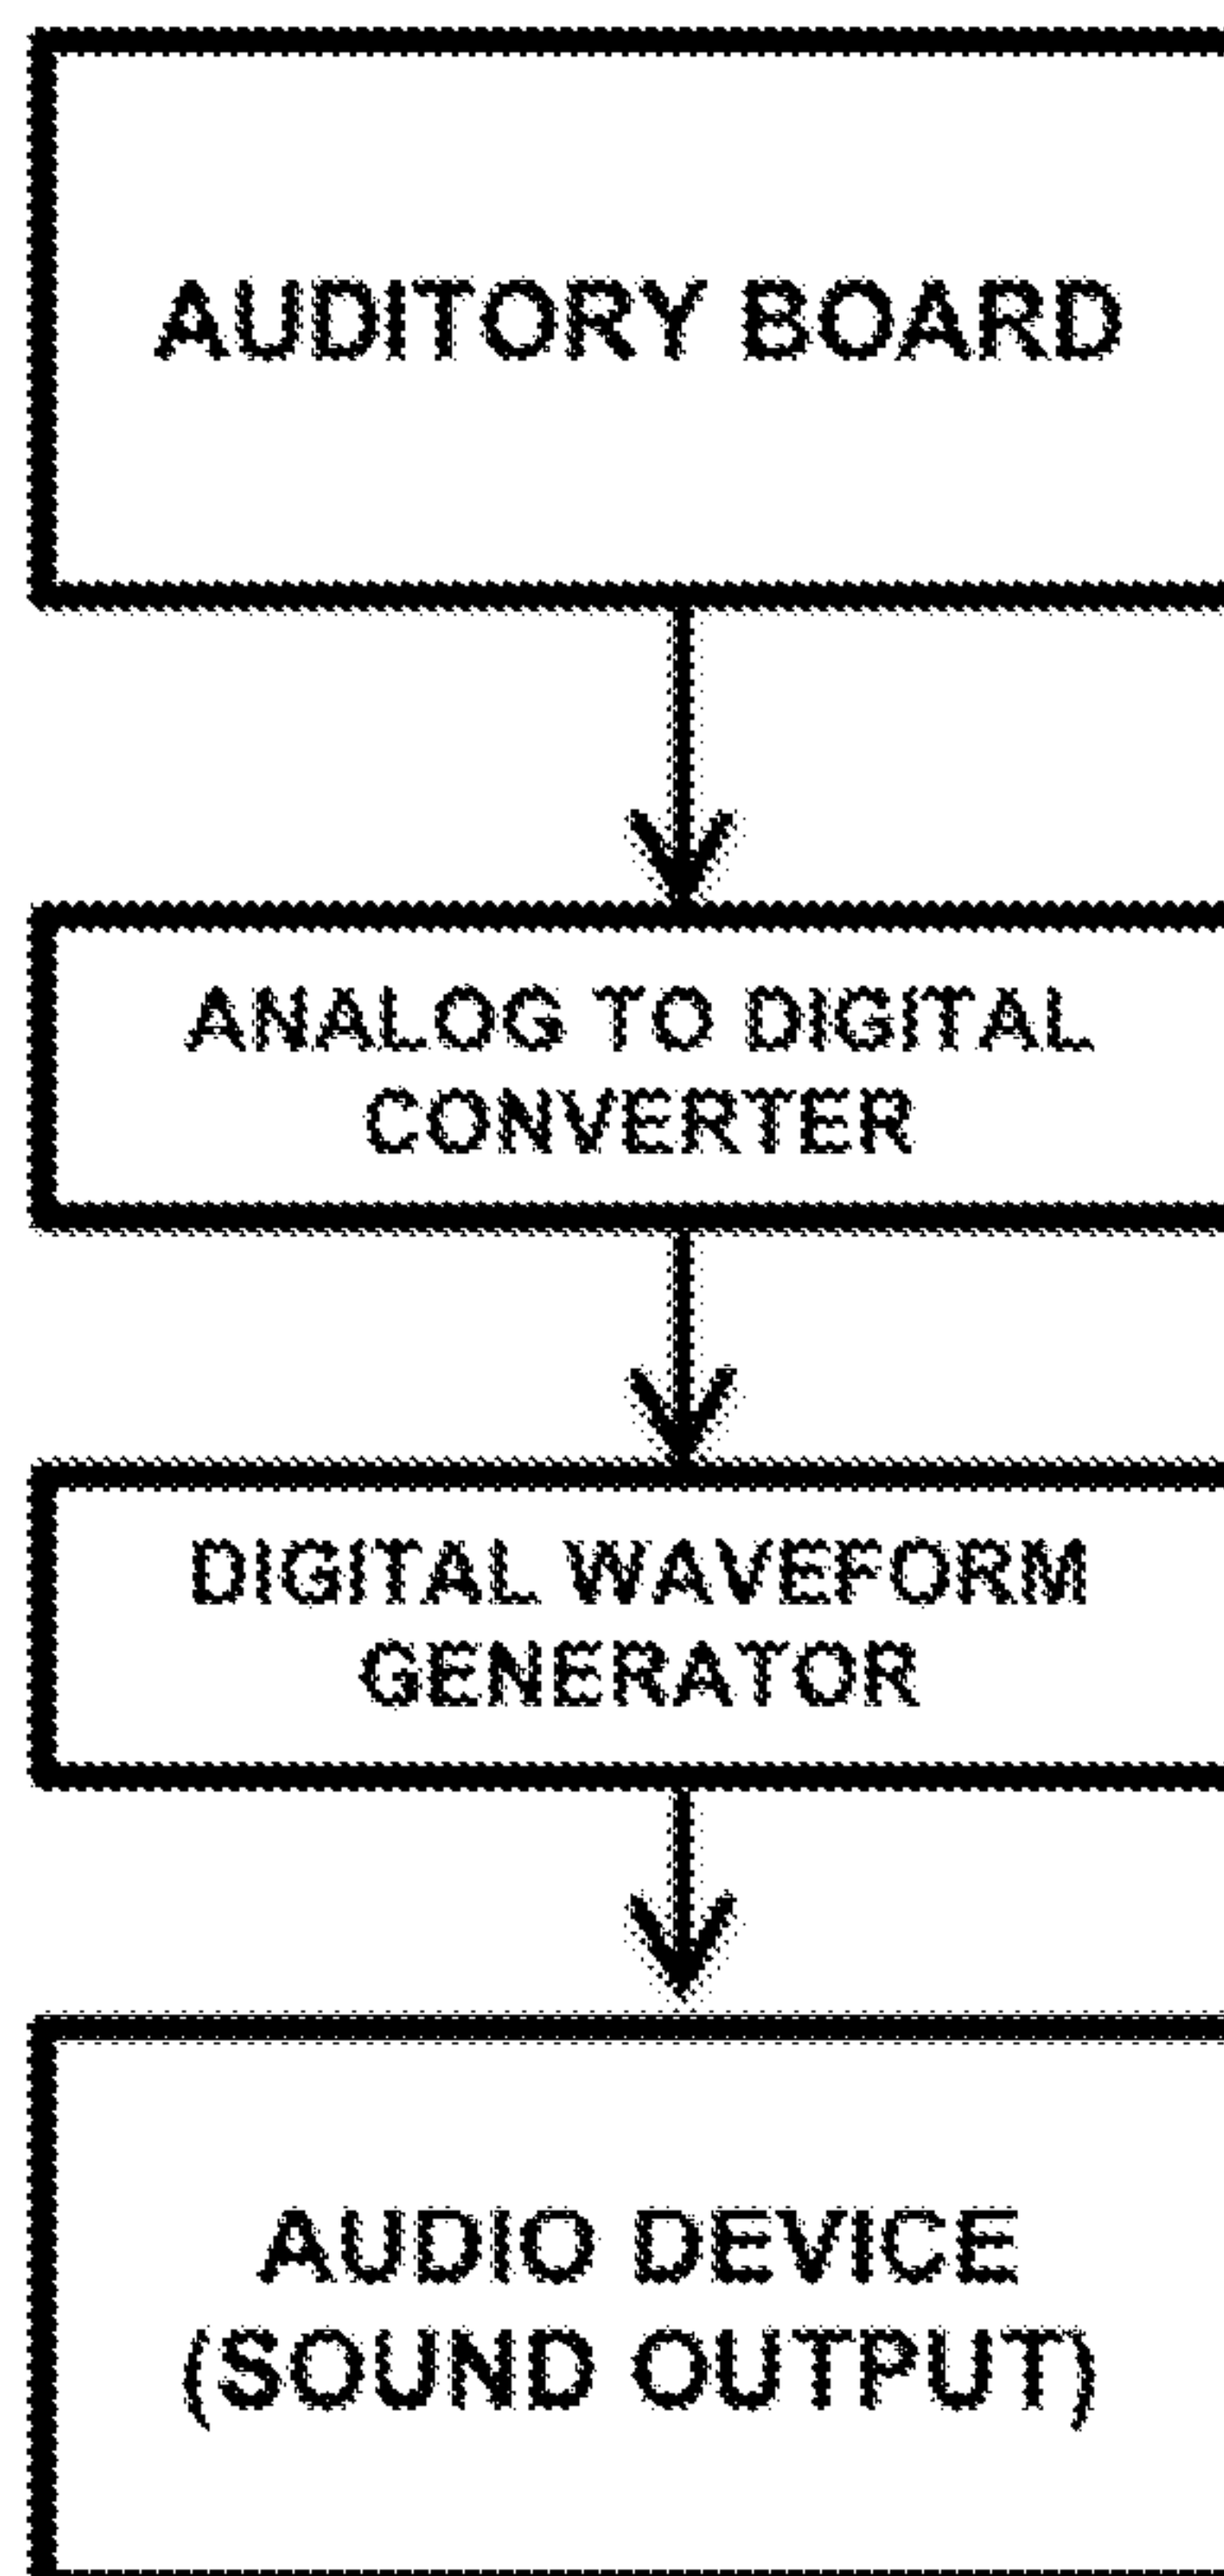 AUDITORY BOARD
ANALOG TO DIGITAL
CONVERTER
DIGITAL WAVEFORM
GENERATOR
AUDIO DEVICE
(SOUND OUTPUT)